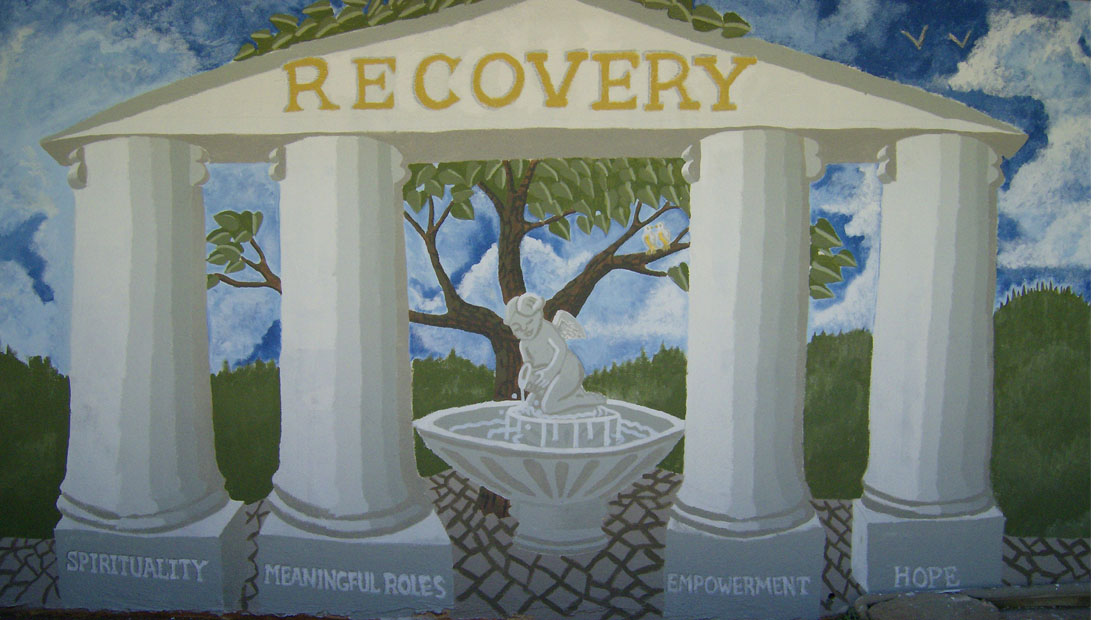 RECOVERY
SPIRITUALITY
MEANINGFUL ROLES
EMPOWERMENT
HOPE